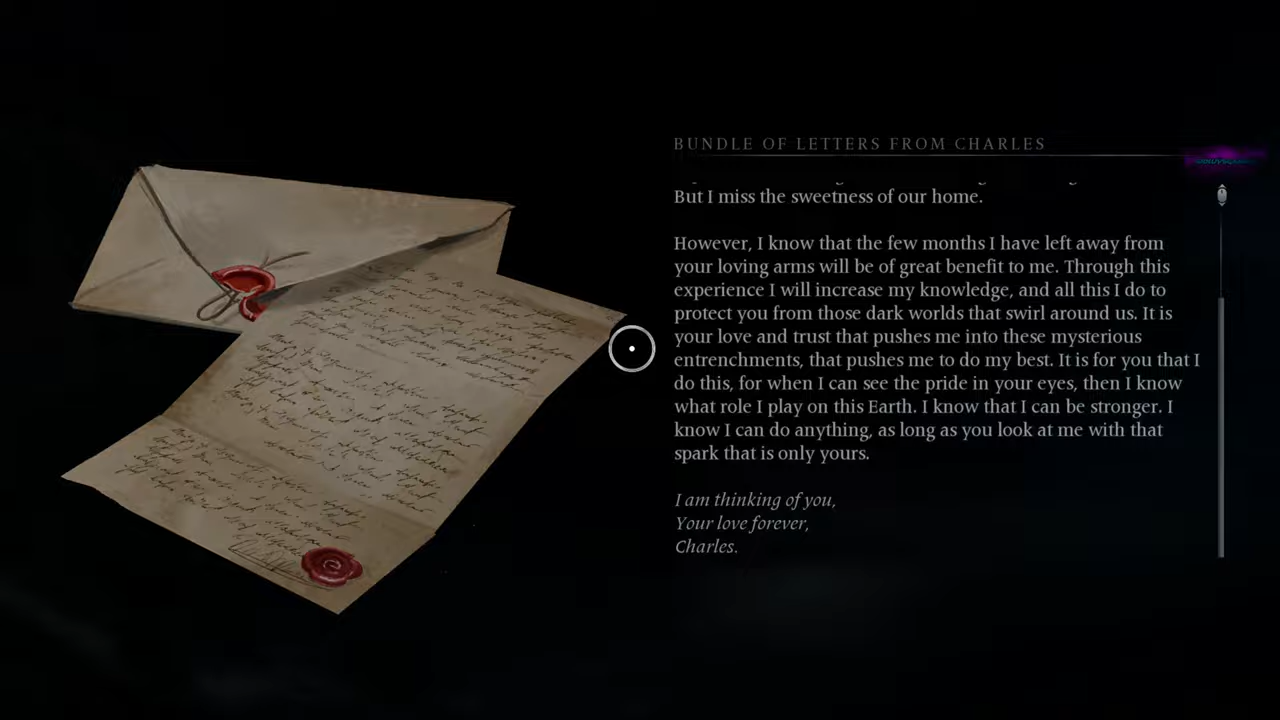 BUNDLE OF LETTERS FROM CHARLES
But I miss the sweetness of our home.
However, I know that the few months I have left away from
your loving arms will be of great benefit to me. Through this
experience I will increase my knowledge, and all this I do to
protect you from those dark worlds that swirl around us. It is
your love and trust that pushes me into these mysterious
entrenchments, that pushes me to do my best. It is for you that I
do this, for when I can see the pride in your eyes, then I know
what role I play on this Earth. I know that I can be stronger. I
know I can do anything, as long as you look at me with that
spark that is only yours.
I am thinking of you,
Your love forever,
Charles.